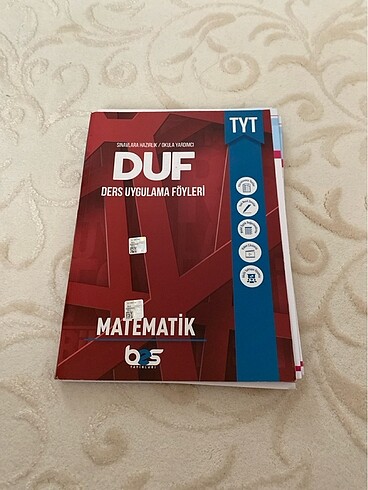 TYT
SINAVLARA HAZIRLIK / OKULA YARDIMCI
DUF
DERS UYGULAMA FÖYLERİ
MATEMATİK
bes
YAYINLARI